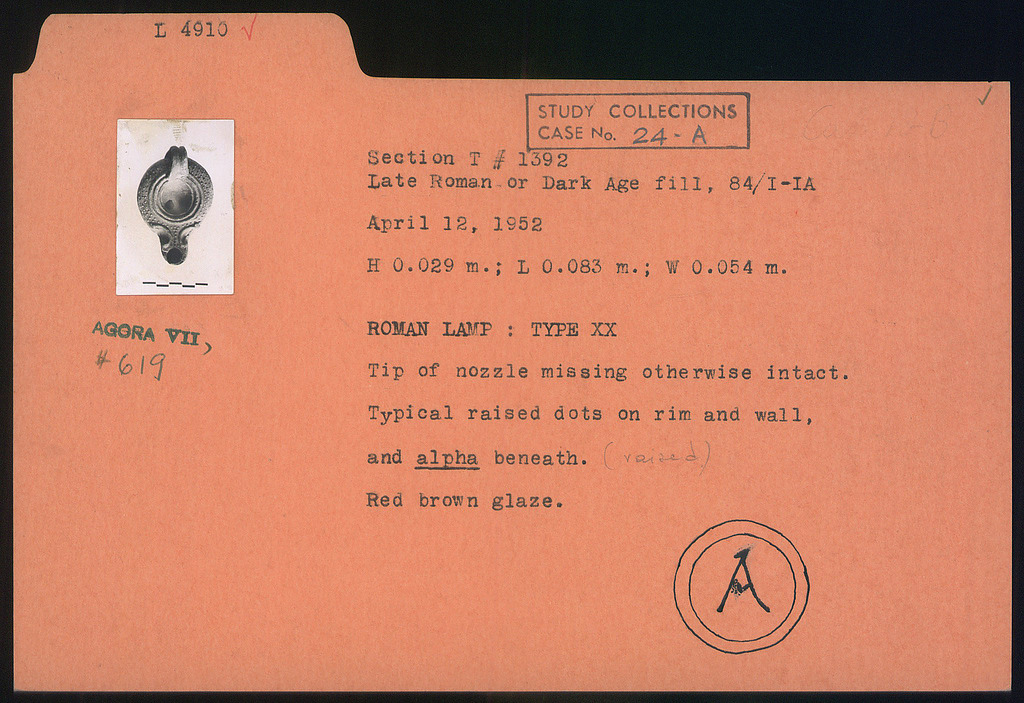 L 4910 ✓
✓
STUDY COLLECTIONS
CASE No. 24-A
Section T # 1392
Late Roman or Dark Age fill, 84/I-IA
April 12, 1952
H 0.029 m.; L 0.083 m.; W 0.054 m.
AGORA VII,
#619
ROMAN LAMP : TYPE XX
Tip of nozzle missing otherwise intact.
Typical raised dots on rim and wall,
and alpha beneath. (raised)
Red brown glaze.
A